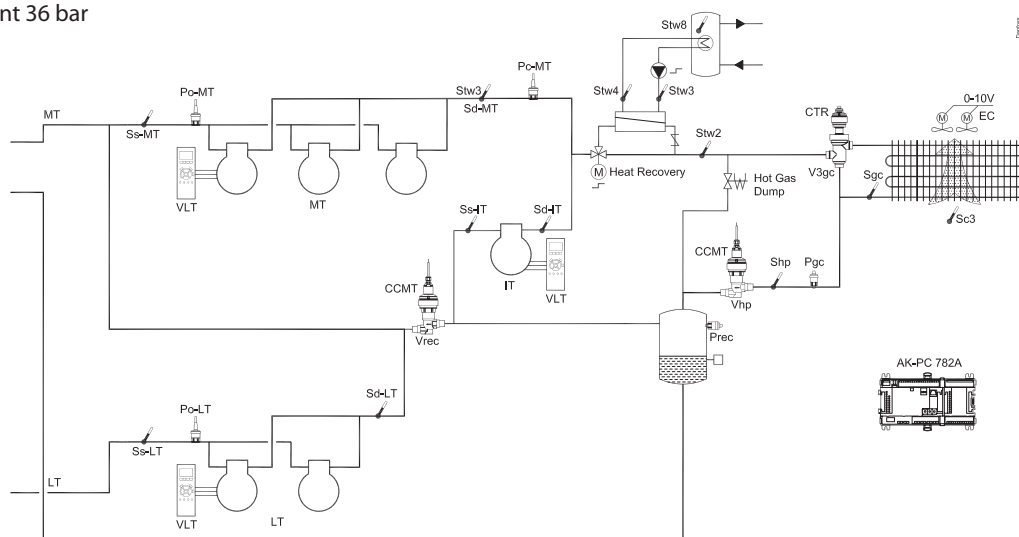 nt 36 bar
Stw8
Danfoss
Po-MT
Pc-MT
Stw3
Stw4
Stw3
CTR
0-10V
M
M
EC
MT
Ss-MT
Sd-MT
Stw2
M
Heat Recovery
Hot Gas
Dump
V3gc
Sgc
VLT
MT
Ss-IT
Sd-IT
Sc3
CCMT
CCMT
Shp
Pgc
IT
VLT
Vhp
Vrec
Prec
AK-PC 782A
Sd-LT
Po-LT
Ss-LT
LT
VLT
LT